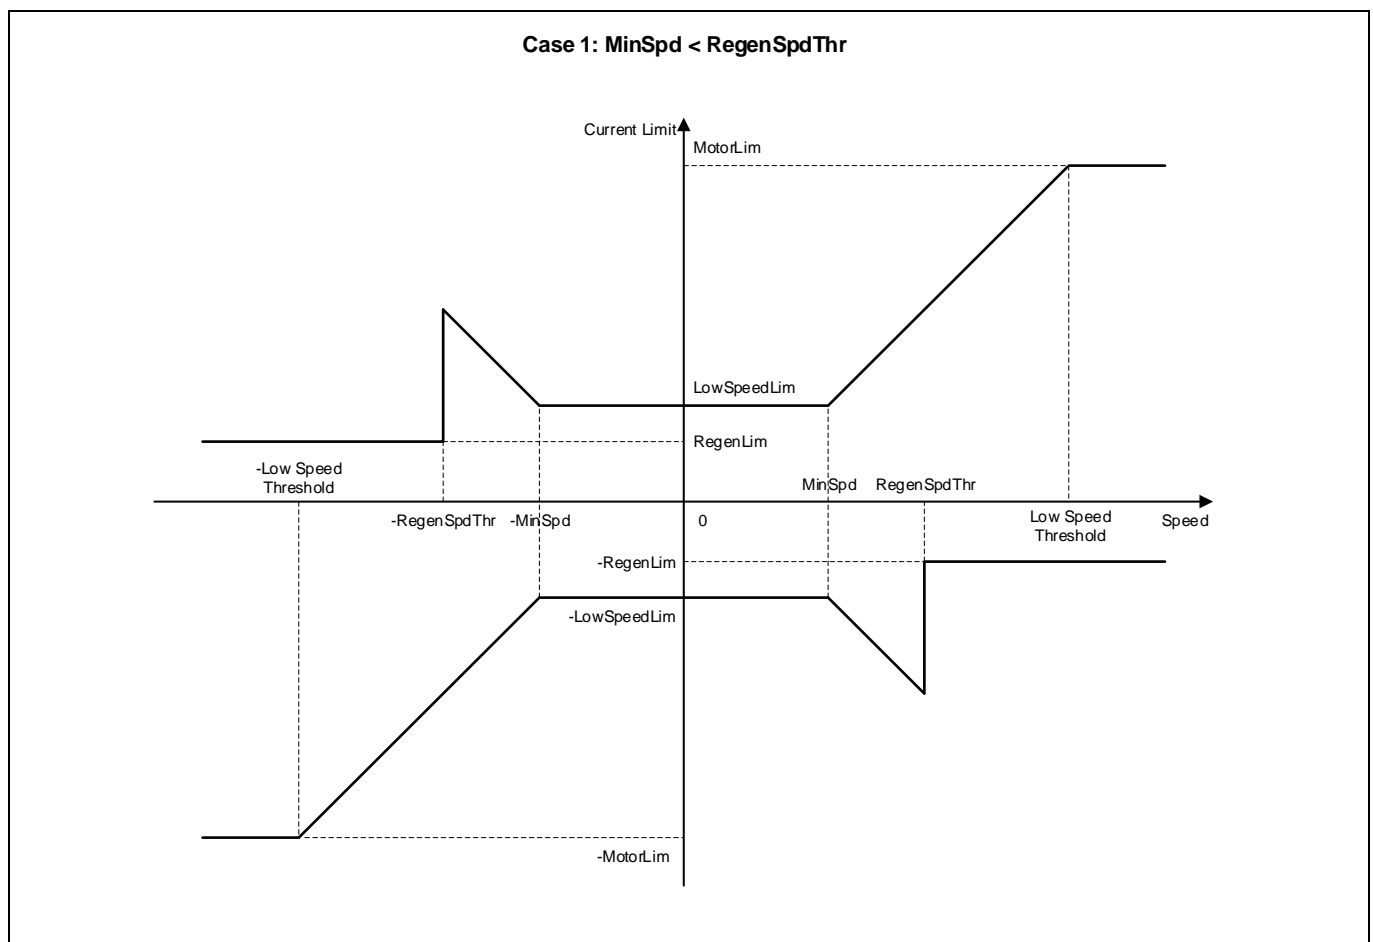 Case 1: MinSpd < RegenSpdThr
Current Limit
MotorLim
LowSpeedLim
RegenLim
-Low Speed
Threshold
MinSpd
RegenSpdThr
-RegenSpdThr
-MinSpd
0
Low Speed
Threshold
Speed
-RegenLim
-LowSpeedLim
-MotorLim